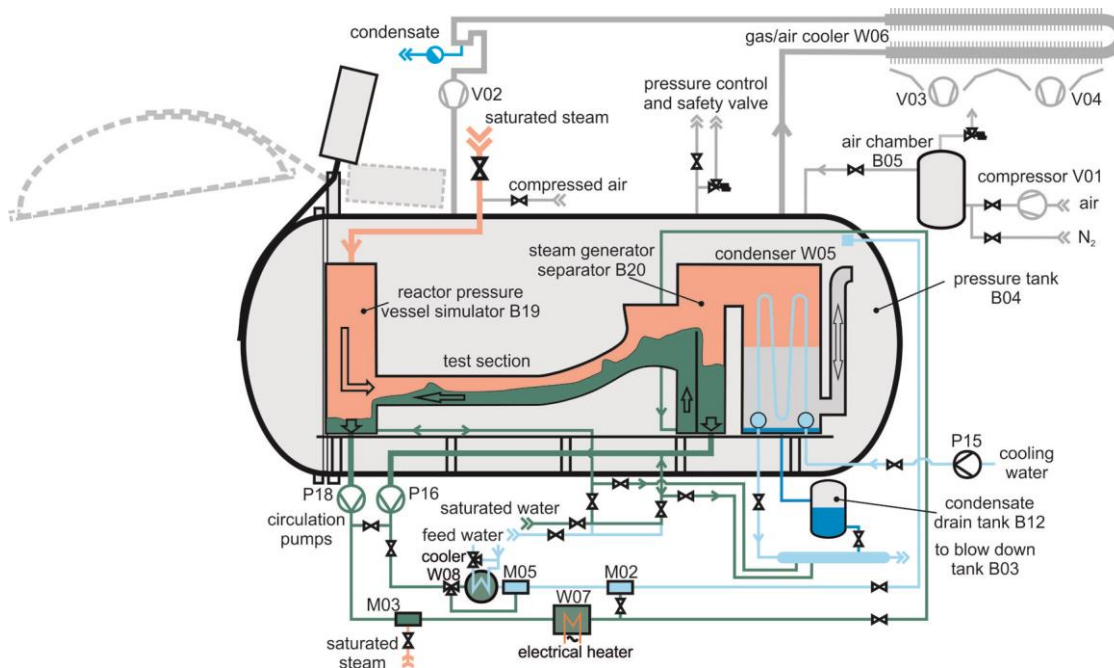 condensate
gas/air cooler W06
V02
pressure control
and safety valve
V03
V04
saturated steam
air chamber
B05
compressor V01
compressed air
air
N₂
steam generator
separator B20
condenser W05
reactor pressure
vessel simulator B19
pressure tank
B04
test section
P15
cooling
water
P18
P16
circulation
pumps
saturated water
feed water
condensate
drain tank B12
cooler
W08
to blow down
tank B03
M05
M02
M03
W07
saturated
steam
electrical heater